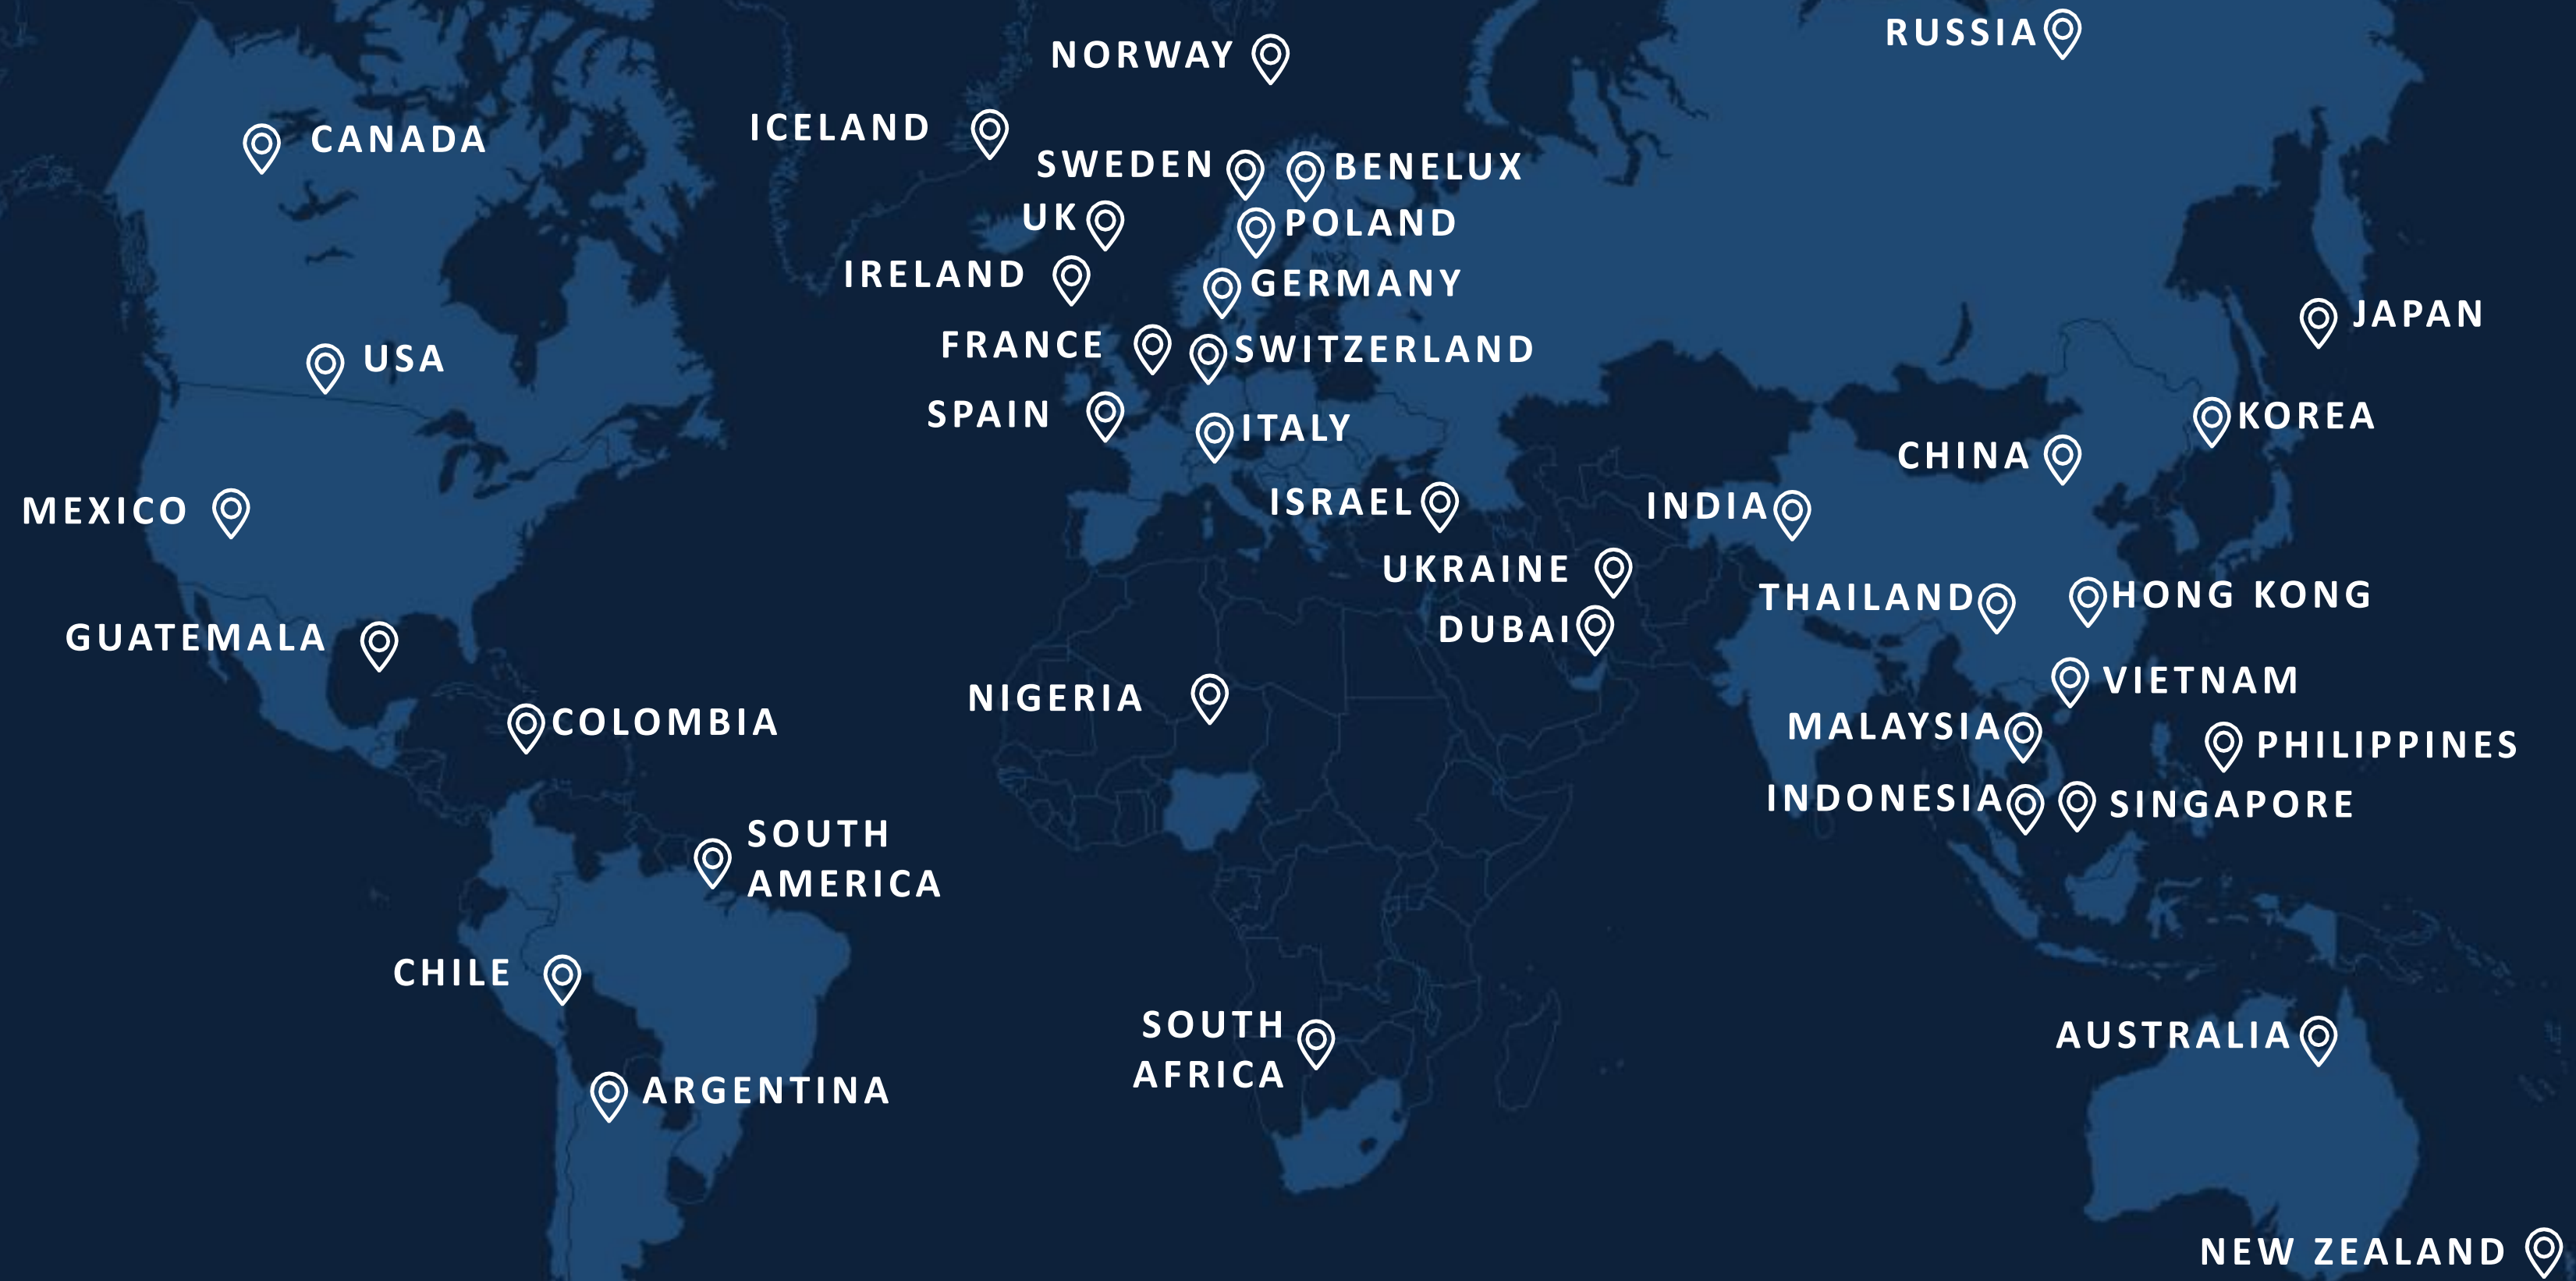 RUSSIA
NORWAY
ICELAND
CANADA
SWEDEN
BENELUX
UK
POLAND
IRELAND
GERMANY
JAPAN
FRANCE
SWITZERLAND
USA
SPAIN
ITALY
KOREA
CHINA
MEXICO
ISRAEL
INDIA
UKRAINE
THAILAND
HONG KONG
DUBAI
GUATEMALA
VIETNAM
NIGERIA
COLOMBIA
MALAYSIA
PHILIPPINES
INDONESIA
SINGAPORE
SOUTH
AMERICA
CHILE
SOUTH
AFRICA
AUSTRALIA
ARGENTINA
NEW ZEALAND